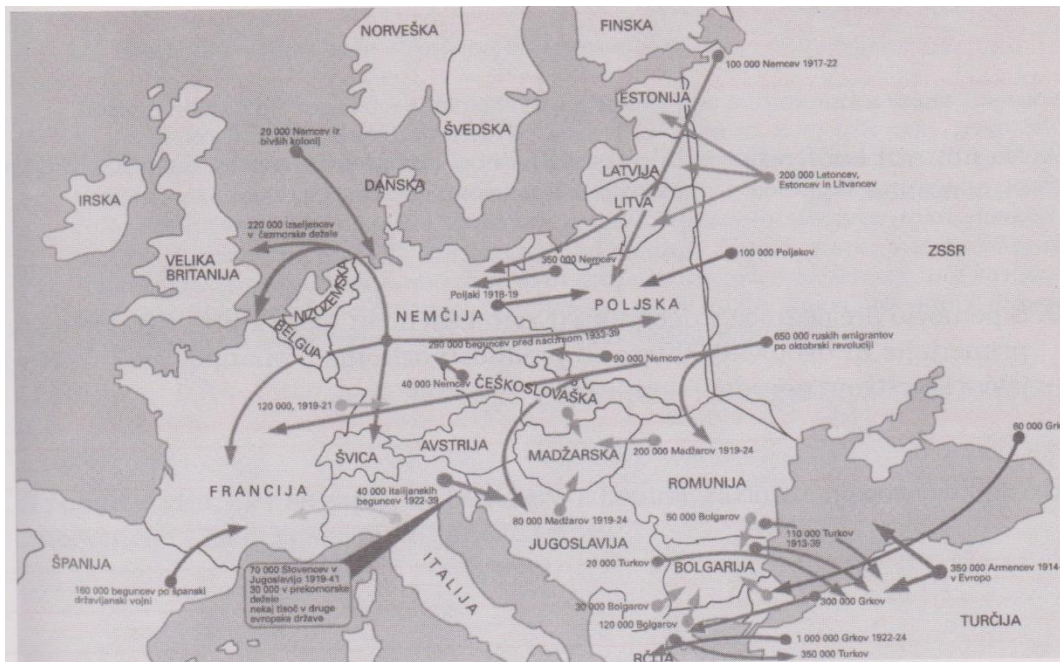 NORVEŠKA
FINSKA
100 000 Nemcev 1917-22
ESTONIJA
20 000 Nemcev iz
bivših kolonij
ŠVEDSKA
LATVIJA
DANSKA
200 000 Letoncev,
Estoncev in Litvancev
IRSKA
LITVA
220 000 izseljencev
v čezmorske dežele
VELIKA
BRITANIJA
ZSSR
100 000 Poljakov
350 000 Nemcev
NIZOZEMSKA
Poljaki 1918-19
POLJSKA
NEMČIJA
BELGIJA
290 000 beguncev pred nacizmom 1933-39
650 000 ruskih emigrantov
po oktobrski revoluciji
90 000 Nemcev
40 000 Nemcev
ČEŠKOSLOVAŠKA
120 000, 1919-21
AVSTRIJA
ŠVICA
MADŽARSKA
200 000 Madžarov 1919-24
60 000 Grkov
ROMUNIJA
FRANCIJA
40 000 italijanskih
beguncev 1922-39
80 000 Madžarov 1919-24
JUGOSLAVIJA
110 000 Turkov
1913-39
ŠPANIJA
20 000 Turkov
BOLGARIJA
ITALIJA
350 000 Armencev 1914-
v Evropo
70 000 Slovencev v
Jugoslavijo 1919-41
30 000 v prekomorske
dežele
nekaj tisoč v druge
evropske države
160 000 beguncev po španski
državljanski vojni
30 000 Bolgarov
300 000 Grkov
120 000 Bolgarov
TURČIJA
1 000 000 Grkov 1922-24
350 000 Turkov